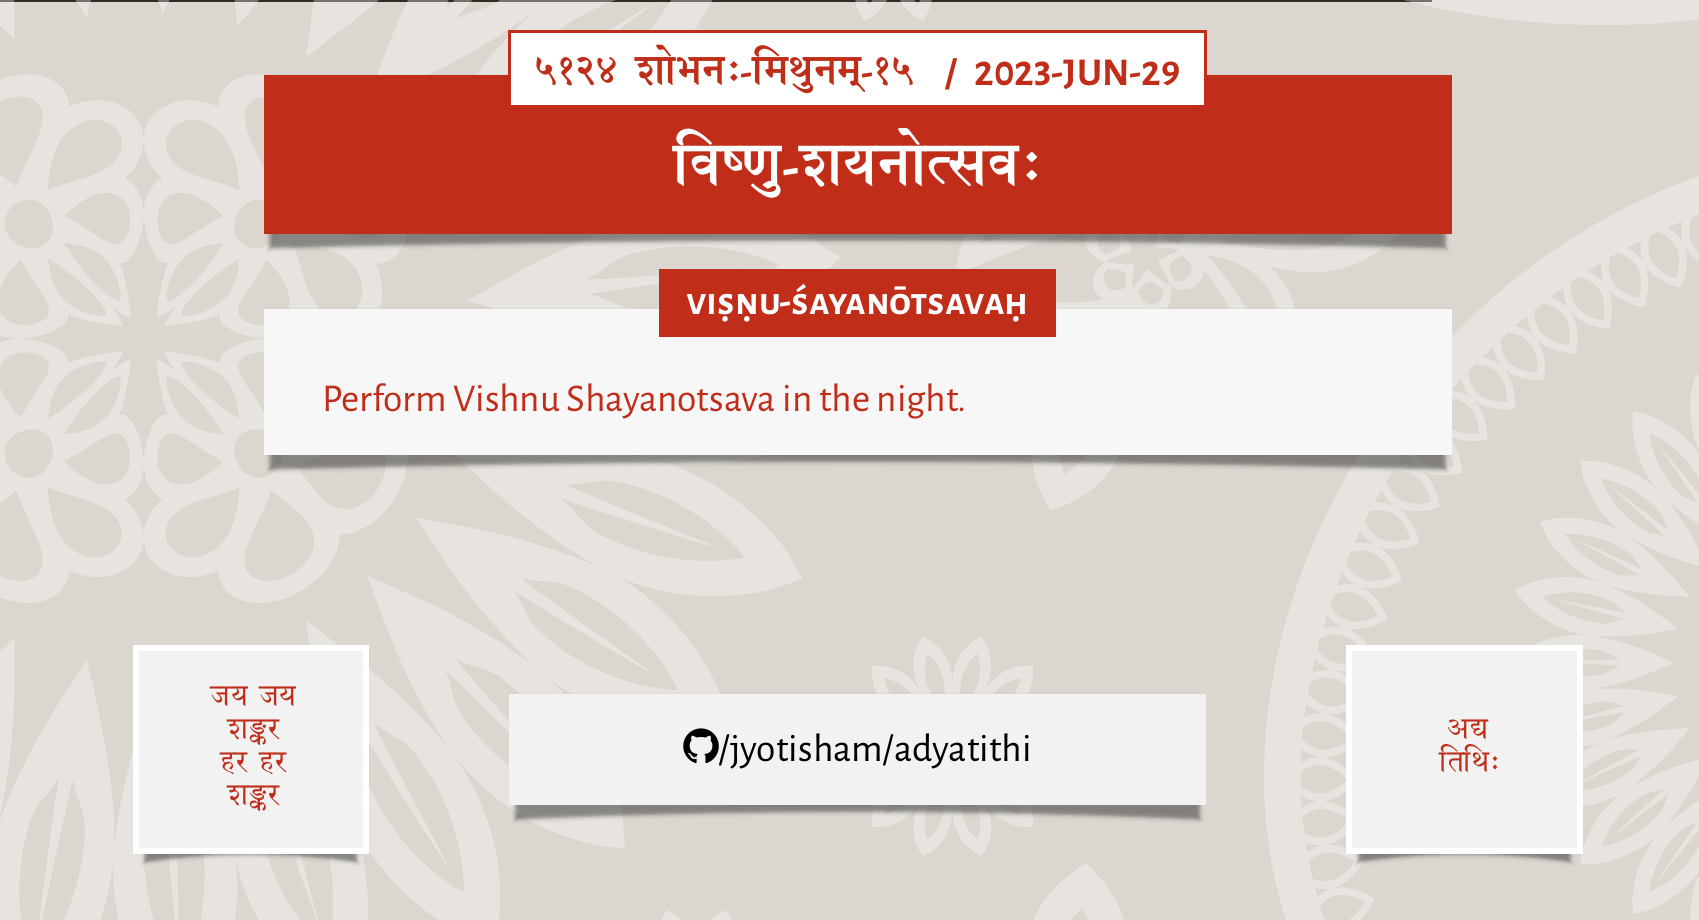 ५१२४ शोभनः-मिथुनम्-१५ / 2023-JUN-29
विष्णु-शयनोत्सवः
VIṢṆU-ŚAYANŌTSAVAḤ
Perform Vishnu Shayanotsava in the night.
जय जय
शङ्कर
हर हर
शङ्कर
/jyotisham/adyatithi
अद्य
तिथिः